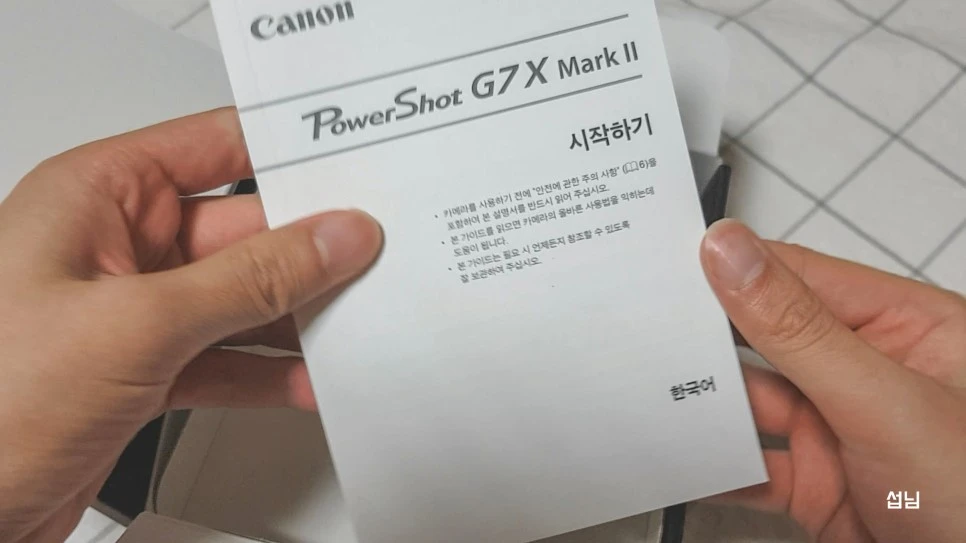 Canon
PowerShot G7 X Mark II
시작하기
• 카메라를 사용하기 전에 "안전에 관한 주의 사항" (📖6)을
포함하여 본 설명서를 반드시 읽어 주십시오.
• 본 가이드를 읽으면 카메라의 올바른 사용법을 익히는데
도움이 됩니다.
• 본 가이드는 필요 시 언제든지 참조할 수 있도록
잘 보관하여 주십시오.
한국어
섭님